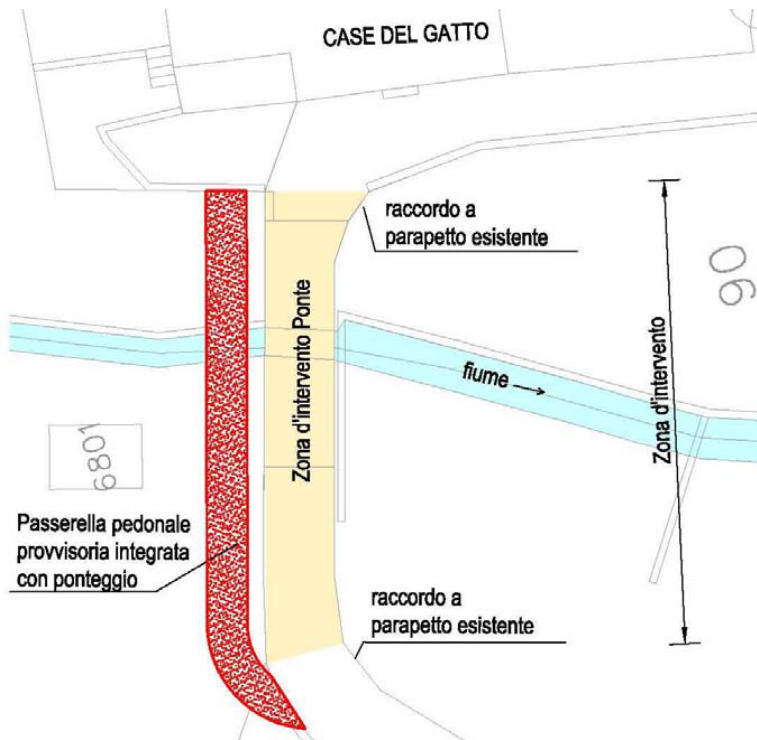 CASE DEL GATTO
raccordo a
parapetto esistente
90
Zona d'intervento Ponte
Zona d'intervento
fiume
6801
Passerella pedonale
provvisoria integrata
con ponteggio
raccordo a
parapetto esistente